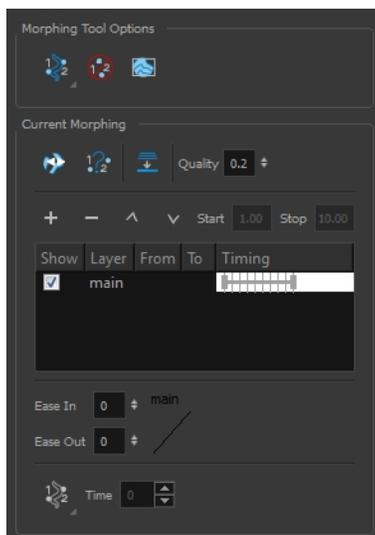 Morphing Tool Options
Current Morphing
Quality 0.2
Start 1.00 Stop 10.00
Show Layer From To Timing
main
Ease In 0 main
Ease Out 0
Time 0